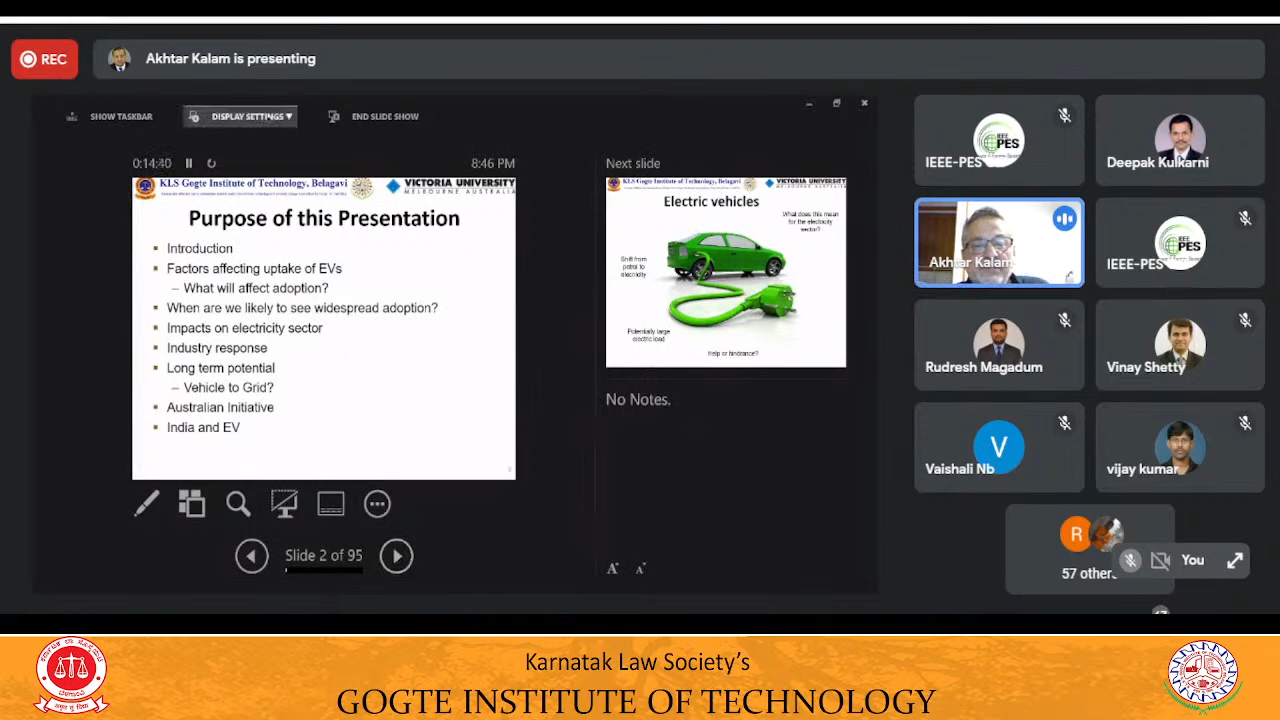 REC
Akhtar Kalam is presenting
SHOW TASKBAR
DISPLAY SETTINGS ▾
END SLIDE SHOW
0:14:40
8:46 PM
KLS Gogte Institute of Technology, Belagavi
VICTORIA UNIVERSITY
MELBOURNE AUSTRALIA
Purpose of this Presentation
▪ Introduction
▪ Factors affecting uptake of EVs
– What will affect adoption?
▪ When are we likely to see widespread adoption?
▪ Impacts on electricity sector
▪ Industry response
▪ Long term potential
– Vehicle to Grid?
▪ Australian Initiative
▪ India and EV
Slide 2 of 95
Next slide
KLS Gogte Institute of Technology, Belagavi
VICTORIA UNIVERSITY
MELBOURNE AUSTRALIA
Electric vehicles
What does this mean
for the electricity
sector?
Shift from
petrol to
electricity
Potentially large
electric load
Help or hindrance?
No Notes.
A A
IEEE PES
IEEE-PES
Deepak Kulkarni
Akhtar Kalam
IEEE PES
IEEE-PES
Rudresh Magadum
Vinay Shetty
V
Vaishali Nb
vijay kumar
R
57 others
You
Karnatak Law Society's
GOGTE INSTITUTE OF TECHNOLOGY